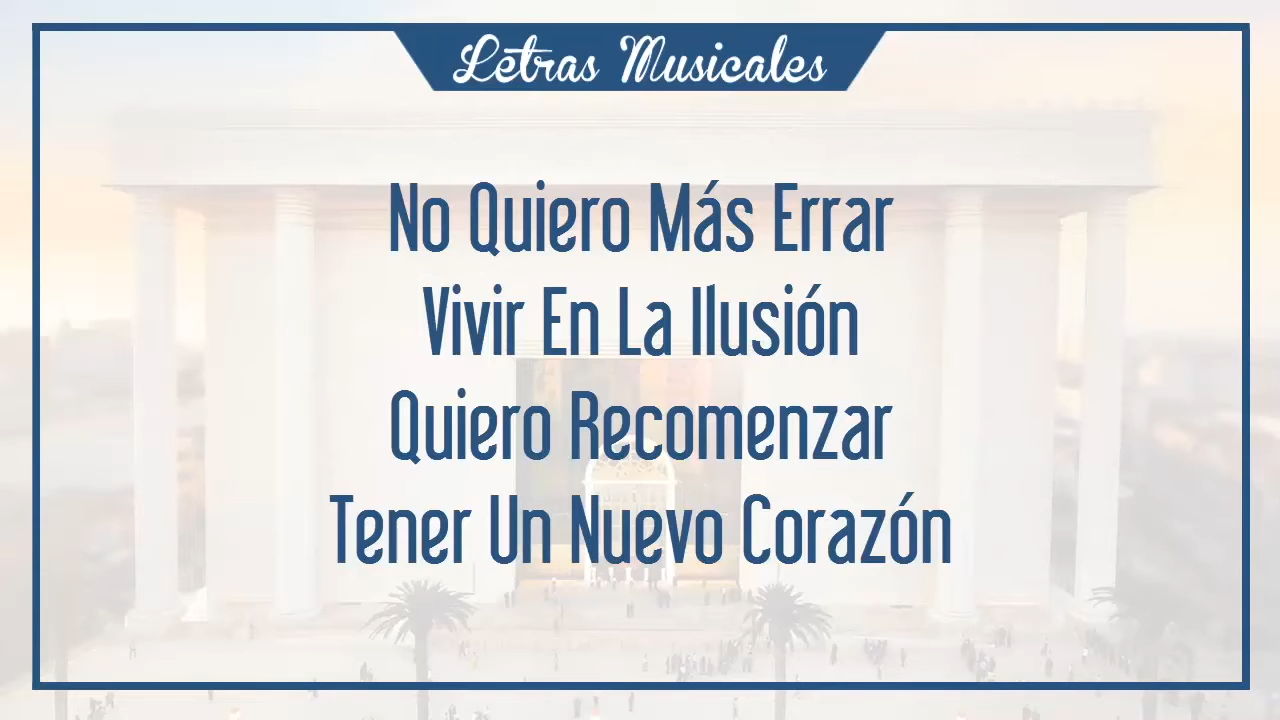 Letras Musicales
No Quiero Más Errar
Vivir En La Ilusión
Quiero Recomenzar
Tener Un Nuevo Corazón